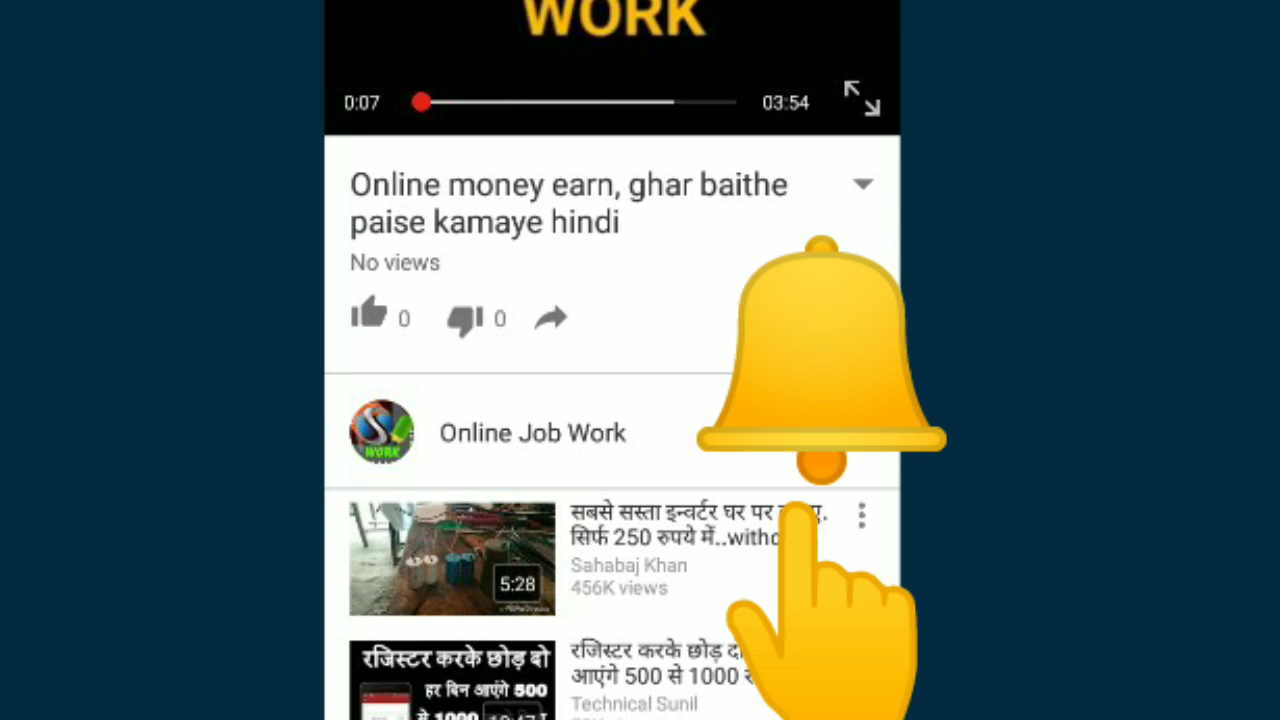 WORK
0:07
03:54
Online money earn, ghar baithe
paise kamaye hindi
No views
0
0
WORK
Online Job Work
सबसे सस्ता इन्वर्टर घर पर
सिर्फ 250 रुपये में..witho
Sahabaj Khan
456K views
5:28
रजिस्टर करके छोड़ दो
हर दिन आएंगे 500
से 1000
रजिस्टर करके छोड़
आएंगे 500 से 1000
Technical Sunil